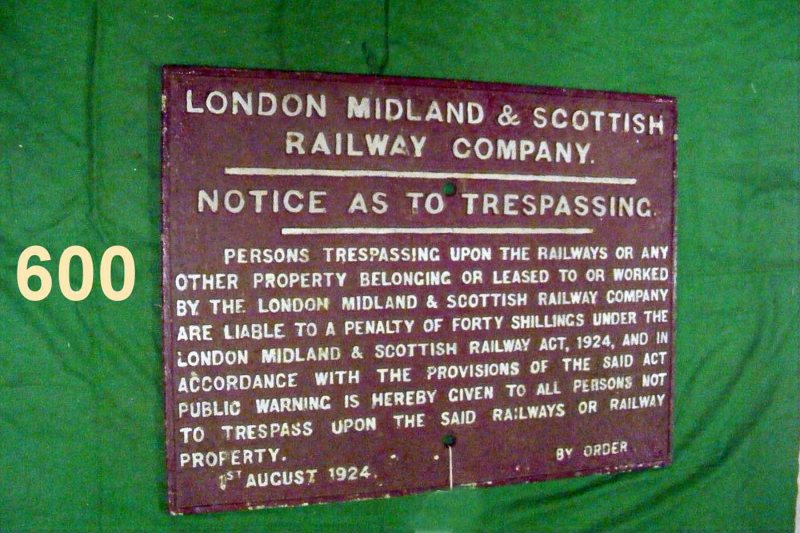 LONDON MIDLAND & SCOTTISH
RAILWAY COMPANY.
NOTICE AS TO TRESPASSING.
PERSONS TRESPASSING UPON THE RAILWAYS OR ANY
OTHER PROPERTY BELONGING OR LEASED TO OR WORKED
BY THE LONDON MIDLAND & SCOTTISH RAILWAY COMPANY
ARE LIABLE TO A PENALTY OF FORTY SHILLINGS UNDER THE
LONDON MIDLAND & SCOTTISH RAILWAY ACT, 1924, AND IN
ACCORDANCE WITH THE PROVISIONS OF THE SAID ACT
PUBLIC WARNING IS HEREBY GIVEN TO ALL PERSONS NOT
TO TRESPASS UPON THE SAID RAILWAYS OR RAILWAY
PROPERTY.
1ST AUGUST 1924. BY ORDER
600